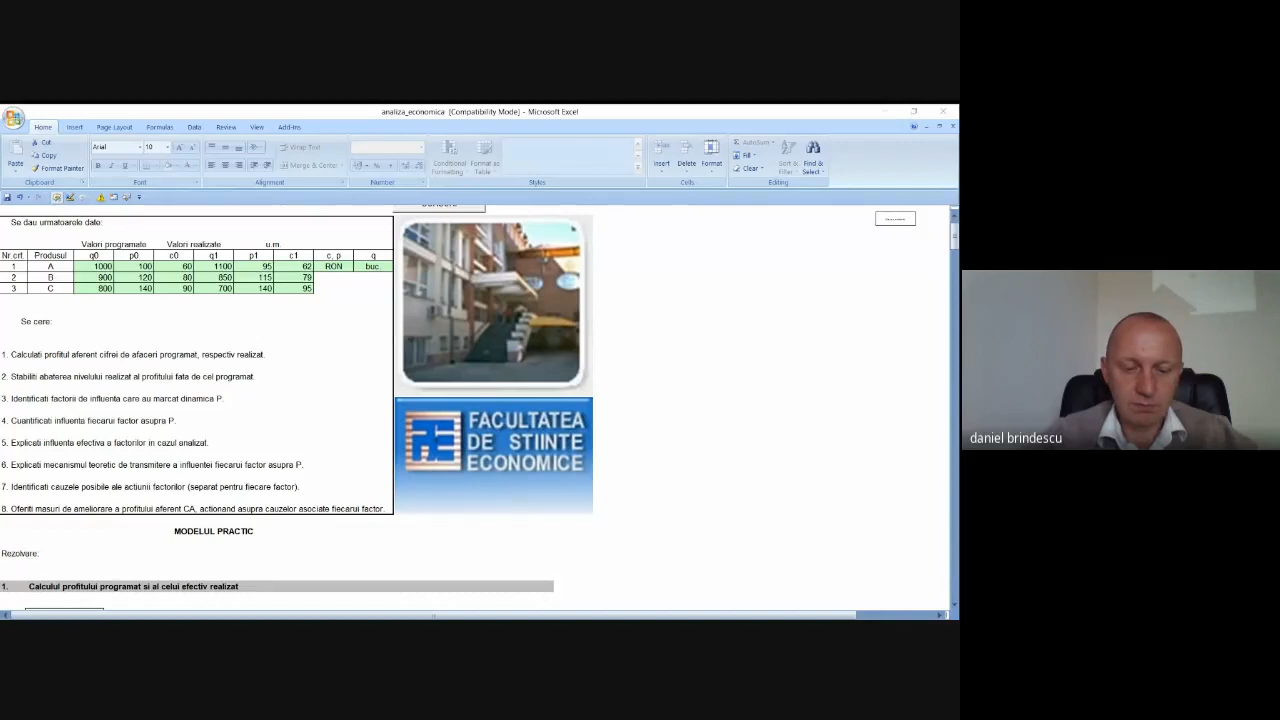 analiza_economica [Compatibility Mode] - Microsoft Excel
Home Insert Page Layout Formulas Data Review View Add-Ins
Paste
Cut
Copy
Format Painter
Clipboard
Arial 10
Font
Wrap Text
Merge & Center
Alignment
Number
Conditional Formatting
Format as Table
Styles
Insert Delete Format
Cells
AutoSum
Fill
Clear
Sort & Filter
Find & Select
Editing
Se dau urmatoarele date:
Valori programate Valori realizate u.m.
Nr.crt. Produsul q0 p0 c0 q1 p1 c1 c, p q
1 A 1000 100 60 1100 95 62 RON buc.
2 B 900 120 80 850 115 79
3 C 800 140 90 700 140 95
Se cere:
1. Calculati profitul aferent cifrei de afaceri programat, respectiv realizat.
2. Stabiliti abaterea nivelului realizat al profitului fata de cel programat.
3. Identificati factorii de influenta care au marcat dinamica P.
4. Cuantificati influenta fiecarui factor asupra P.
5. Explicati influenta efectiva a factorilor in cazul analizat.
6. Explicati mecanismul teoretic de transmitere a influentei fiecarui factor asupra P.
7. Identificati cauzele posibile ale actiunii factorilor (separat pentru fiecare factor).
8. Oferiti masuri de ameliorare a profitului aferent CA, actionand asupra cauzelor asociate fiecarui factor.
FACULTATEA
DE STIINTE
ECONOMICE
MODELUL PRACTIC
Rezolvare:
1. Calculul profitului programat si al celui efectiv realizat
daniel brindescu